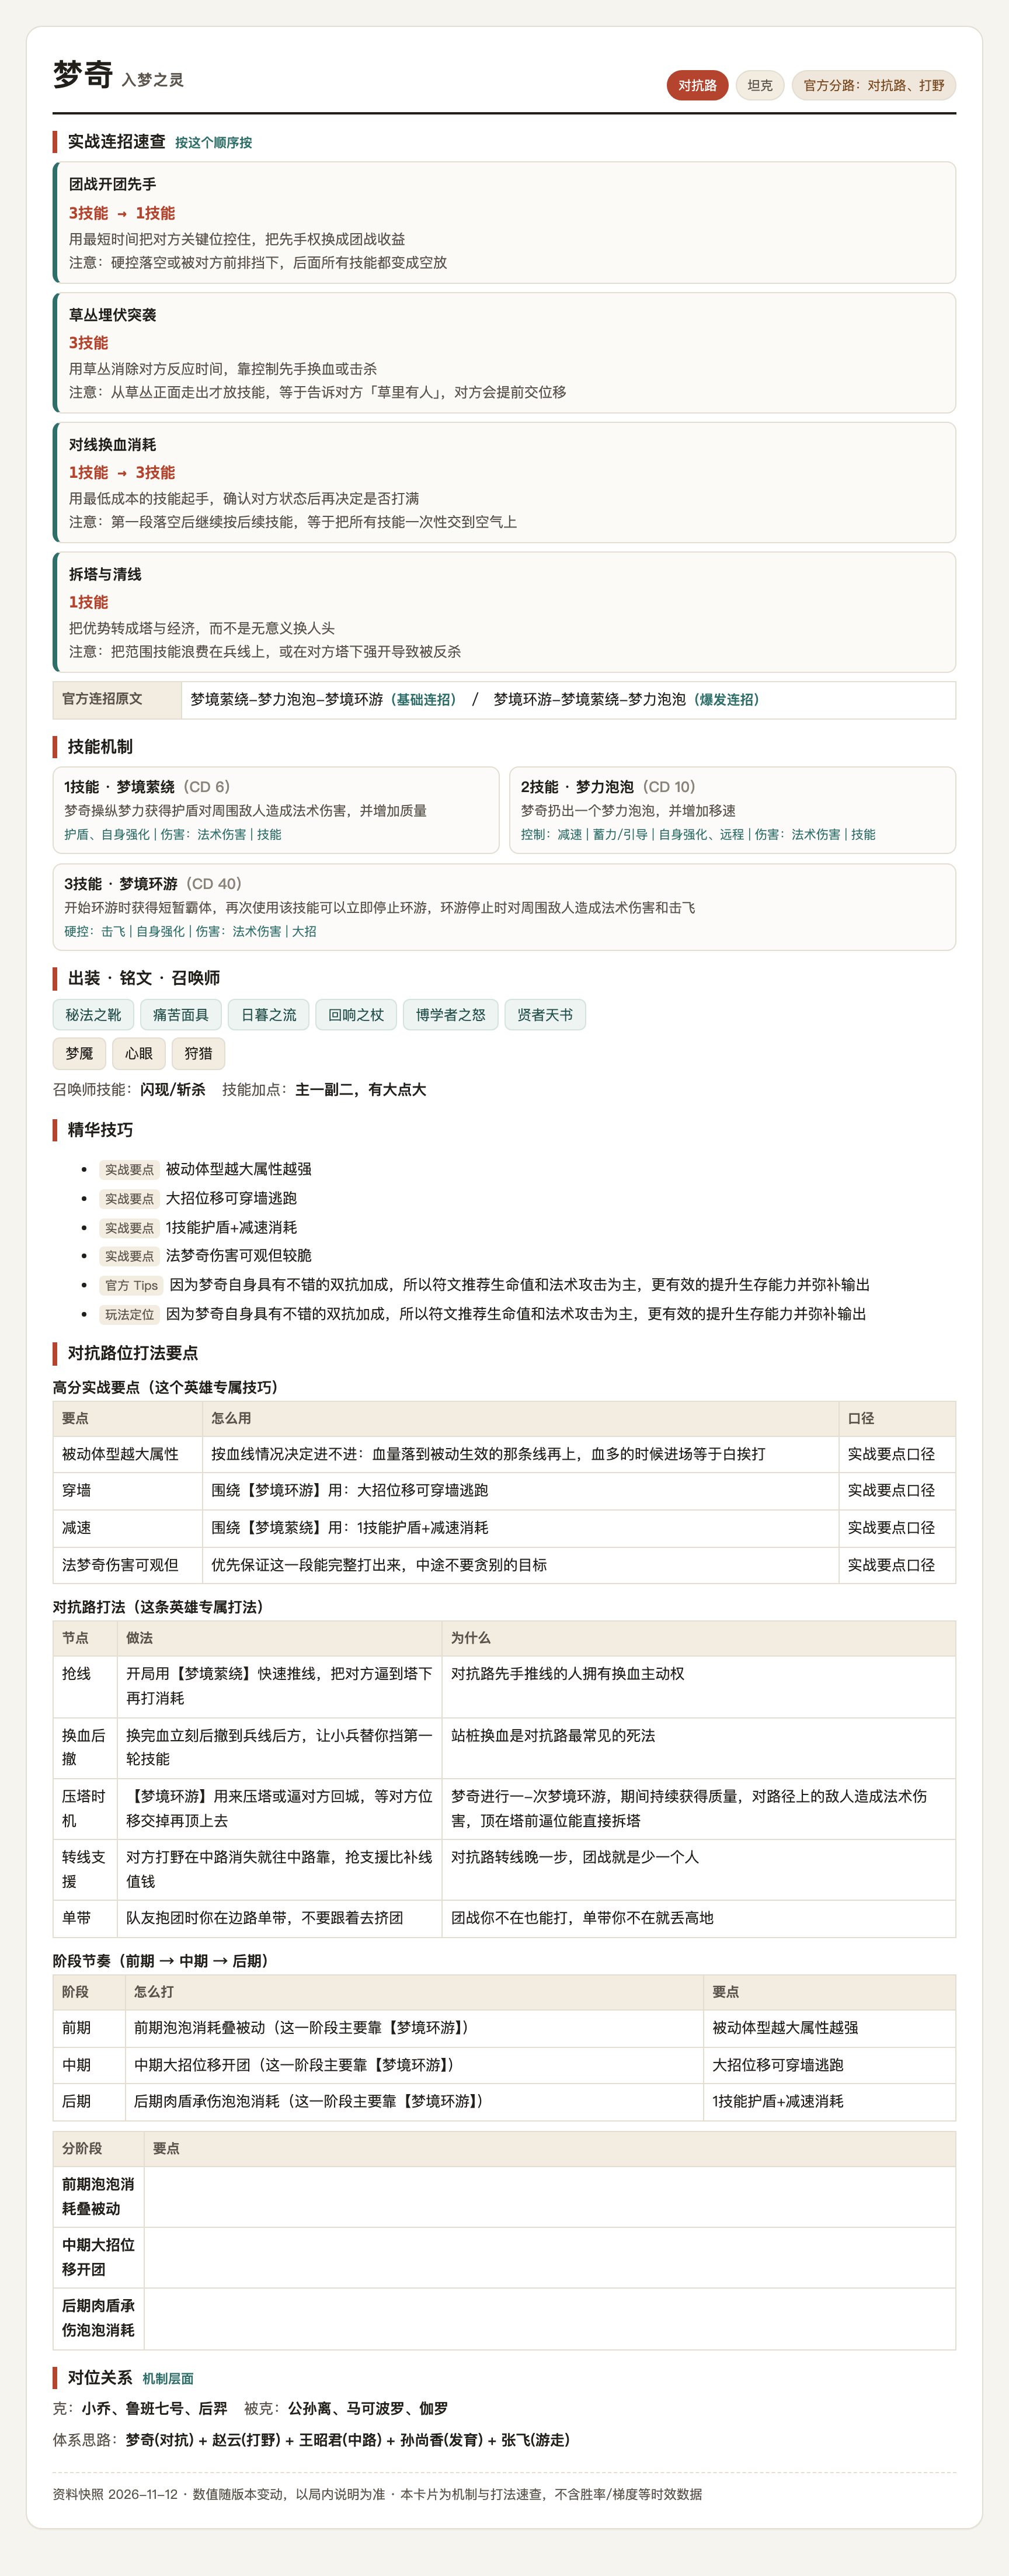 梦奇 入梦之灵
对抗路 坦克 官方分路：对抗路、打野
实战连招速查 按这个顺序按
团战开团先手
3技能 → 1技能
用最短时间把对方关键位控住，把先手权换成团战收益
注意：硬控落空或被对方前排挡下，后面所有技能都变成空放
草丛埋伏突袭
3技能
用草丛消除对方反应时间，靠控制先手换血或击杀
注意：从草丛正面走出才放技能，等于告诉对方「草里有人」，对方会提前交位移
对线换血消耗
1技能 → 3技能
用最低成本的技能起手，确认对方状态后再决定是否打满
注意：第一段落空后继续按后续技能，等于把所有技能一次性交到空气上
拆塔与清线
1技能
把优势转成塔与经济，而不是无意义换人头
注意：把范围技能浪费在兵线上，或在对方塔下强开导致被反杀
官方连招原文 梦境萦绕–梦力泡泡–梦境环游（基础连招） / 梦境环游–梦境萦绕–梦力泡泡（爆发连招）
技能机制
1技能 · 梦境萦绕（CD 6）
梦奇操纵梦力获得护盾对周围敌人造成法术伤害，并增加质量
护盾、自身强化 | 伤害：法术伤害 | 技能
2技能 · 梦力泡泡（CD 10）
梦奇扔出一个梦力泡泡，并增加移速
控制：减速 | 蓄力/引导 | 自身强化、远程 | 伤害：法术伤害 | 技能
3技能 · 梦境环游（CD 40）
开始环游时获得短暂霸体，再次使用该技能可以立即停止环游，环游停止时对周围敌人造成法术伤害和击飞
硬控：击飞 | 自身强化 | 伤害：法术伤害 | 大招
出装 · 铭文 · 召唤师
秘法之靴 痛苦面具 日暮之流 回响之杖 博学者之怒 贤者天书
梦魇 心眼 狩猎
召唤师技能：闪现/斩杀 技能加点：主一副二，有大点大
精华技巧
• 实战要点 被动体型越大属性越强
• 实战要点 大招位移可穿墙逃跑
• 实战要点 1技能护盾+减速消耗
• 实战要点 法梦奇伤害可观但较脆
• 官方 Tips 因为梦奇自身具有不错的双抗加成，所以符文推荐生命值和法术攻击为主，更有效的提升生存能力并弥补输出
• 玩法定位 因为梦奇自身具有不错的双抗加成，所以符文推荐生命值和法术攻击为主，更有效的提升生存能力并弥补输出
对抗路位打法要点
高分实战要点（这个英雄专属技巧）
要点 怎么用 口径
被动体型越大属性 按血线情况决定进不进：血量落到被动生效的那条线再上，血多的时候进场等于白挨打 实战要点口径
穿墙 围绕【梦境环游】用：大招位移可穿墙逃跑 实战要点口径
减速 围绕【梦境萦绕】用：1技能护盾+减速消耗 实战要点口径
法梦奇伤害可观但 优先保证这一段能完整打出来，中途不要贪别的目标 实战要点口径
对抗路打法（这条英雄专属打法）
节点 做法 为什么
抢线 开局用【梦境萦绕】快速推线，把对方逼到塔下 对抗路先手推线的人拥有换血主动权
再打消耗
换血后 换完血立刻后撤到兵线后方，让小兵替你挡第一 站桩换血是对抗路最常见的死法
撤 轮技能
压塔时 【梦境环游】用来压塔或逼对方回城，等对方位 梦奇进行一–次梦境环游，期间持续获得质量，对路径上的敌人造成法术伤
机 移交掉再顶上去 害，顶在塔前逼位能直接拆塔
转线支 对方打野在中路消失就往中路靠，抢支援比补线 对抗路转线晚一步，团战就是少一个人
援 值钱
单带 队友抱团时你在边路单带，不要跟着去挤团 团战你不在也能打，单带你不在就丢高地
阶段节奏（前期 → 中期 → 后期）
阶段 怎么打 要点
前期 前期泡泡消耗叠被动（这一阶段主要靠【梦境环游】） 被动体型越大属性越强
中期 中期大招位移开团（这一阶段主要靠【梦境环游】） 大招位移可穿墙逃跑
后期 后期肉盾承伤泡泡消耗（这一阶段主要靠【梦境环游】） 1技能护盾+减速消耗
分阶段 要点
前期泡泡消
耗叠被动
中期大招位
移开团
后期肉盾承
伤泡泡消耗
对位关系 机制层面
克：小乔、鲁班七号、后羿 被克：公孙离、马可波罗、伽罗
体系思路：梦奇(对抗) + 赵云(打野) + 王昭君(中路) + 孙尚香(发育) + 张飞(游走)
资料快照 2026–11–12 · 数值随版本变动，以局内说明为准 · 本卡片为机制与打法速查，不含胜率/梯度等时效数据